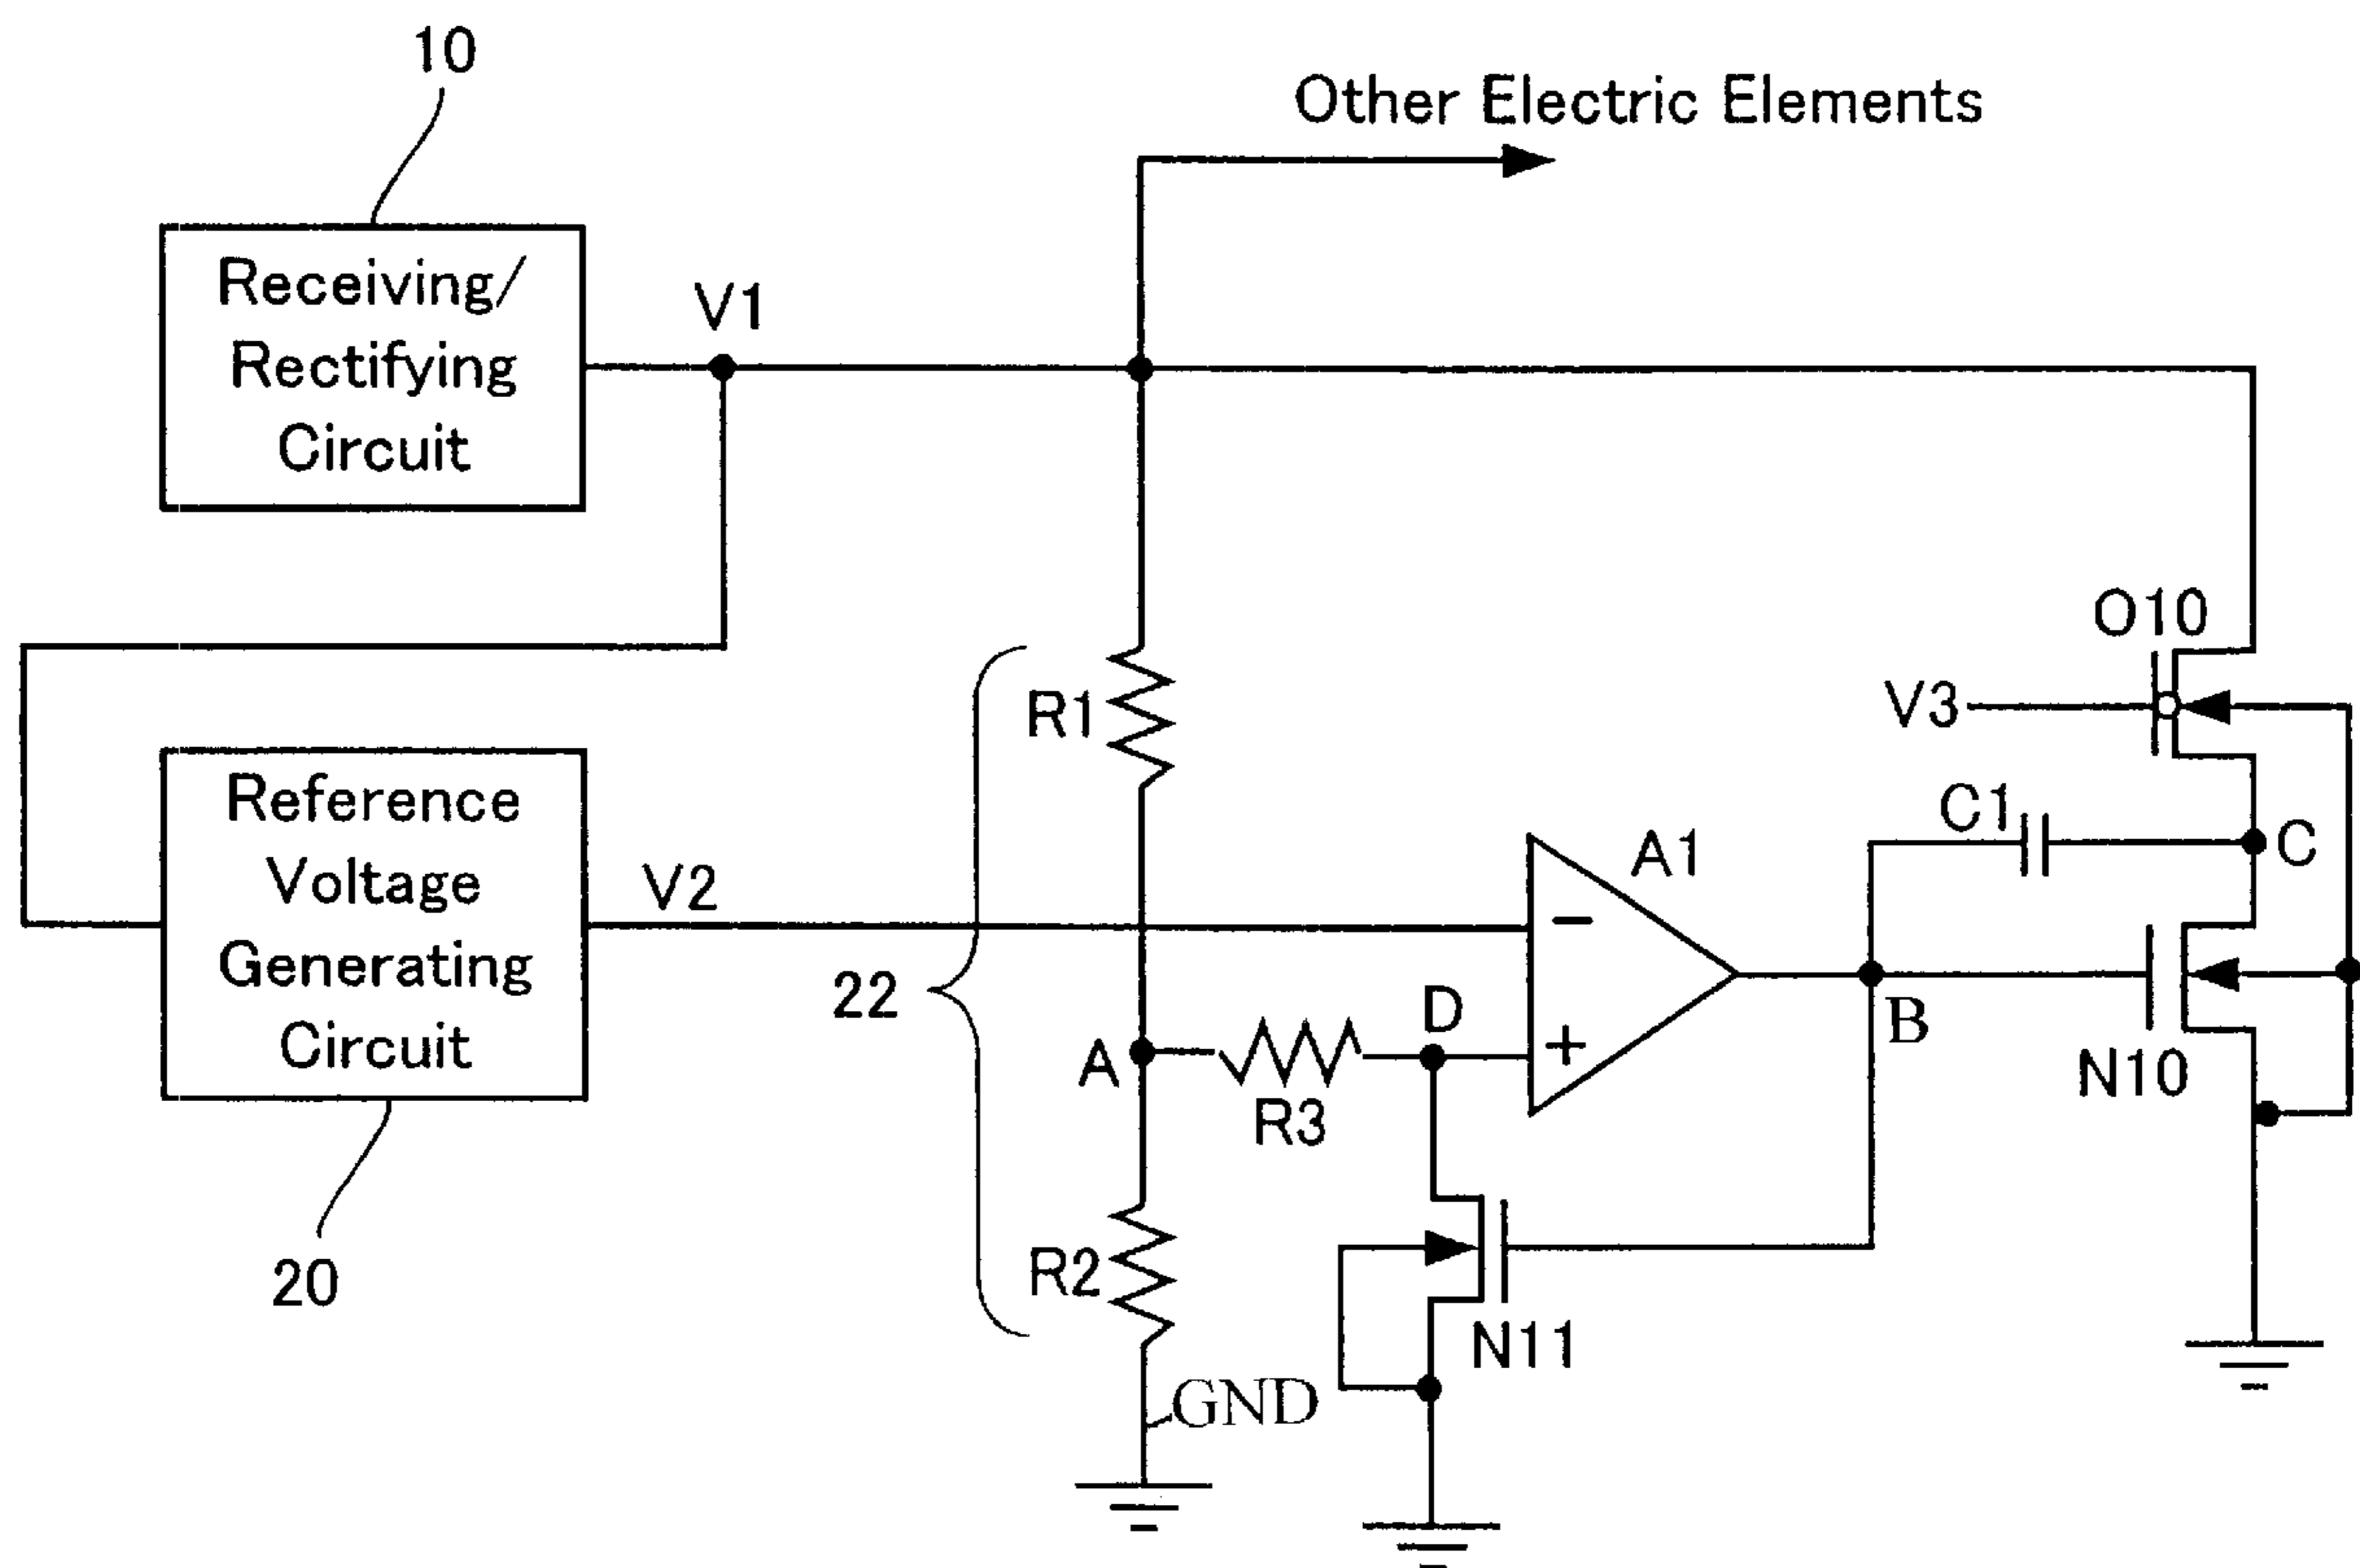 10
Other Electric Elements
Receiving/
Rectifying
Circuit
V1
O10
V3
R1
C1
C
Reference
Voltage
Generating
Circuit
V2
A1
-
+
22
D
B
A
R3
N10
R2
N11
20
GND